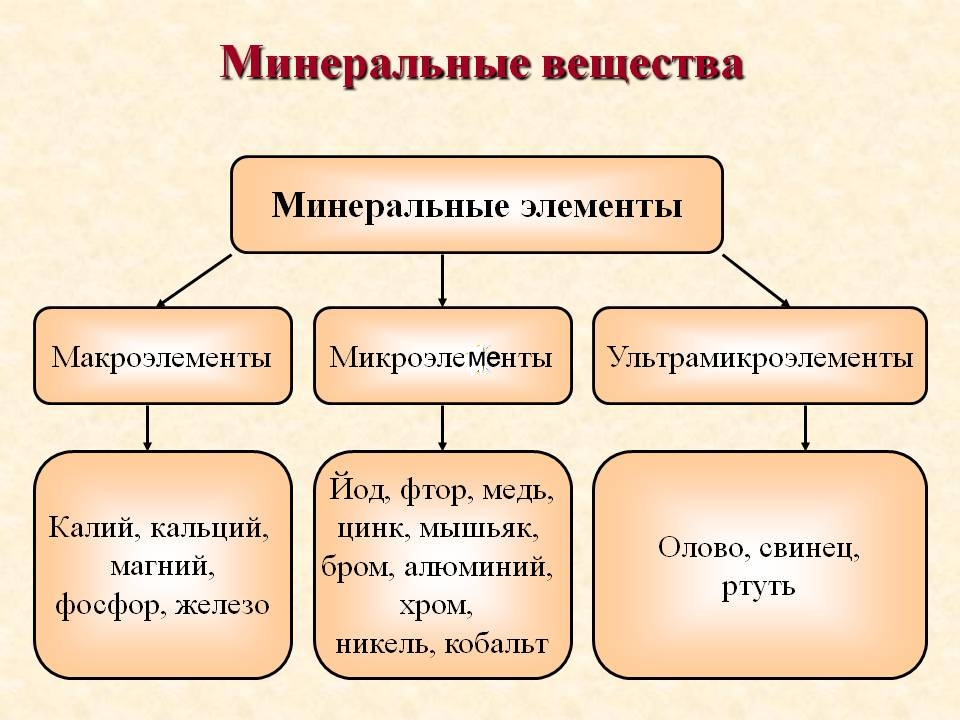 Минеральные вещества
Минеральные элементы
Макроэлементы
Микроэлементы
Ультрамикроэлементы
Калий, кальций,
магний,
фосфор, железо
Йод, фтор, медь,
цинк, мышьяк,
бром, алюминий,
хром,
никель, кобальт
Олово, свинец,
ртуть